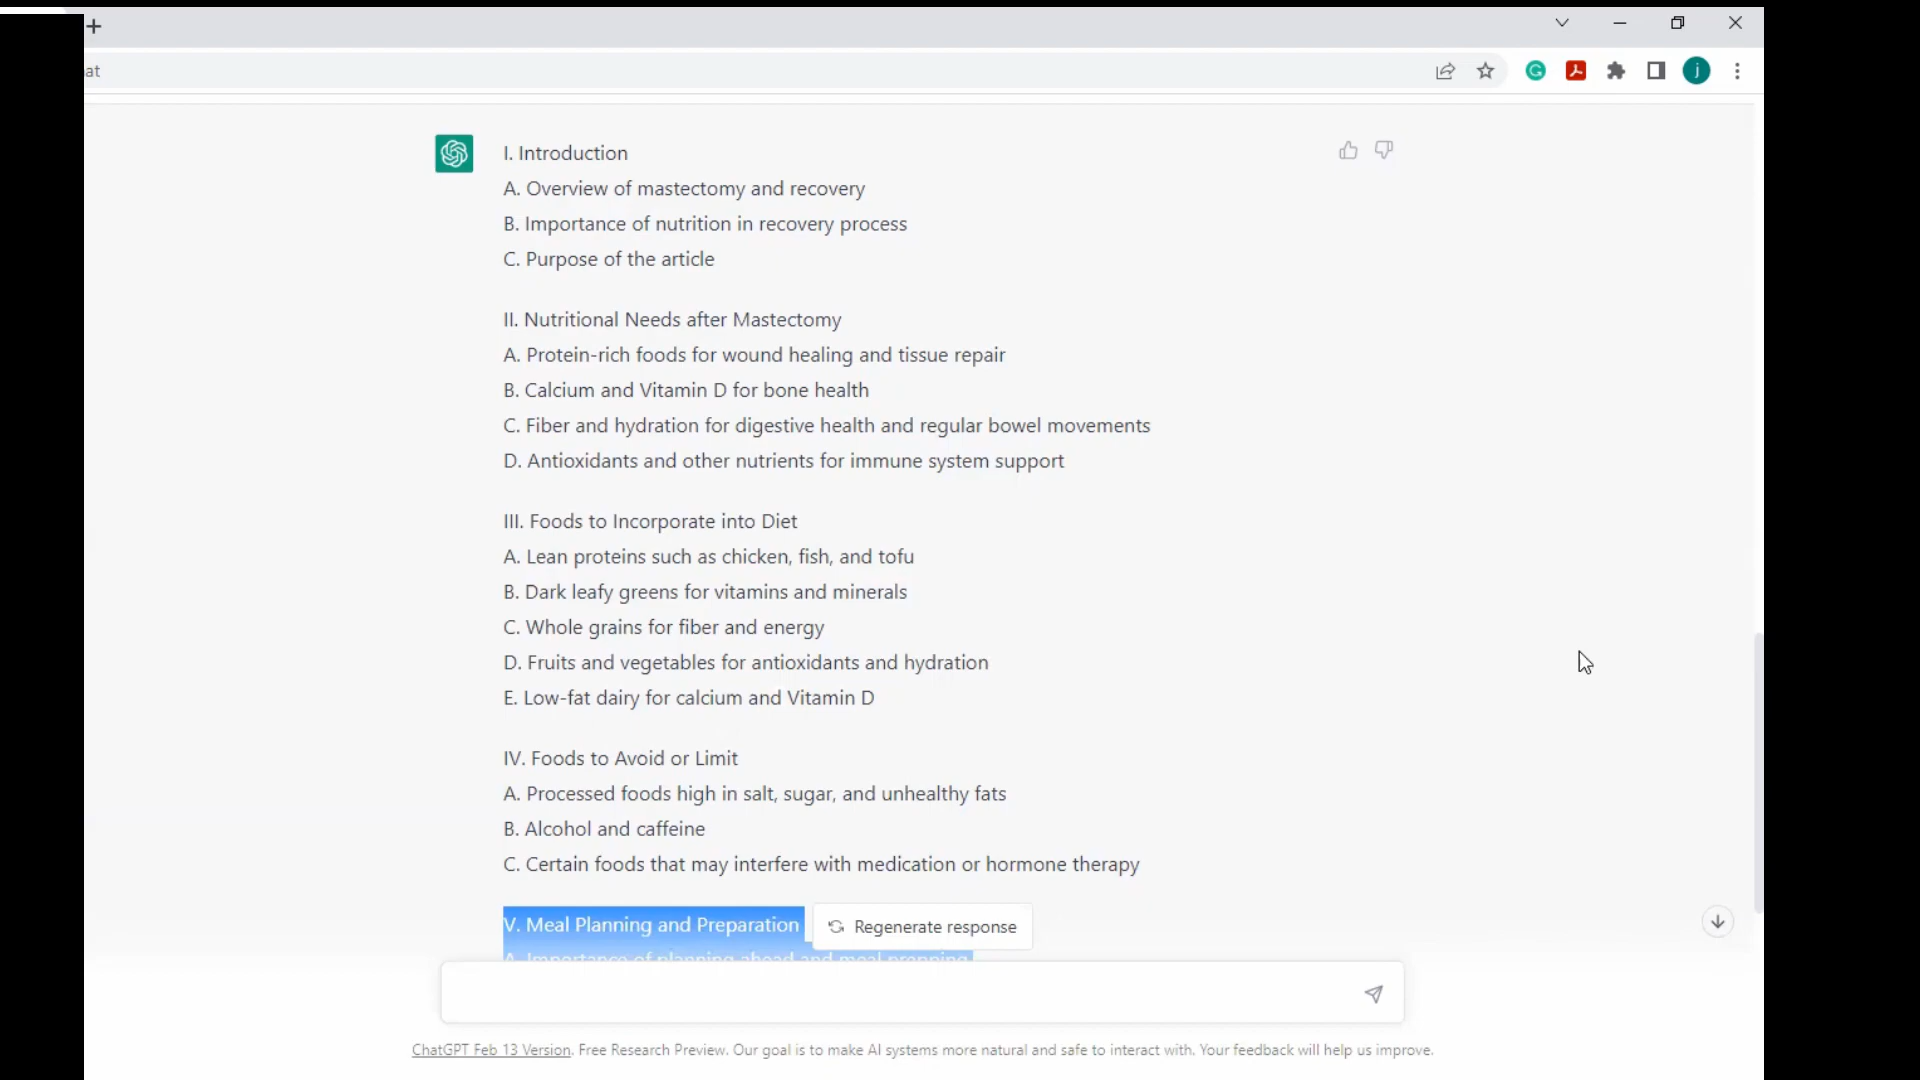 at
j
I. Introduction
A. Overview of mastectomy and recovery
B. Importance of nutrition in recovery process
C. Purpose of the article
II. Nutritional Needs after Mastectomy
A. Protein-rich foods for wound healing and tissue repair
B. Calcium and Vitamin D for bone health
C. Fiber and hydration for digestive health and regular bowel movements
D. Antioxidants and other nutrients for immune system support
III. Foods to Incorporate into Diet
A. Lean proteins such as chicken, fish, and tofu
B. Dark leafy greens for vitamins and minerals
C. Whole grains for fiber and energy
D. Fruits and vegetables for antioxidants and hydration
E. Low-fat dairy for calcium and Vitamin D
IV. Foods to Avoid or Limit
A. Processed foods high in salt, sugar, and unhealthy fats
B. Alcohol and caffeine
C. Certain foods that may interfere with medication or hormone therapy
V. Meal Planning and Preparation
Regenerate response
A. Importance of planning ahead and meal prepping
ChatGPT Feb 13 Version. Free Research Preview. Our goal is to make AI systems more natural and safe to interact with. Your feedback will help us improve.